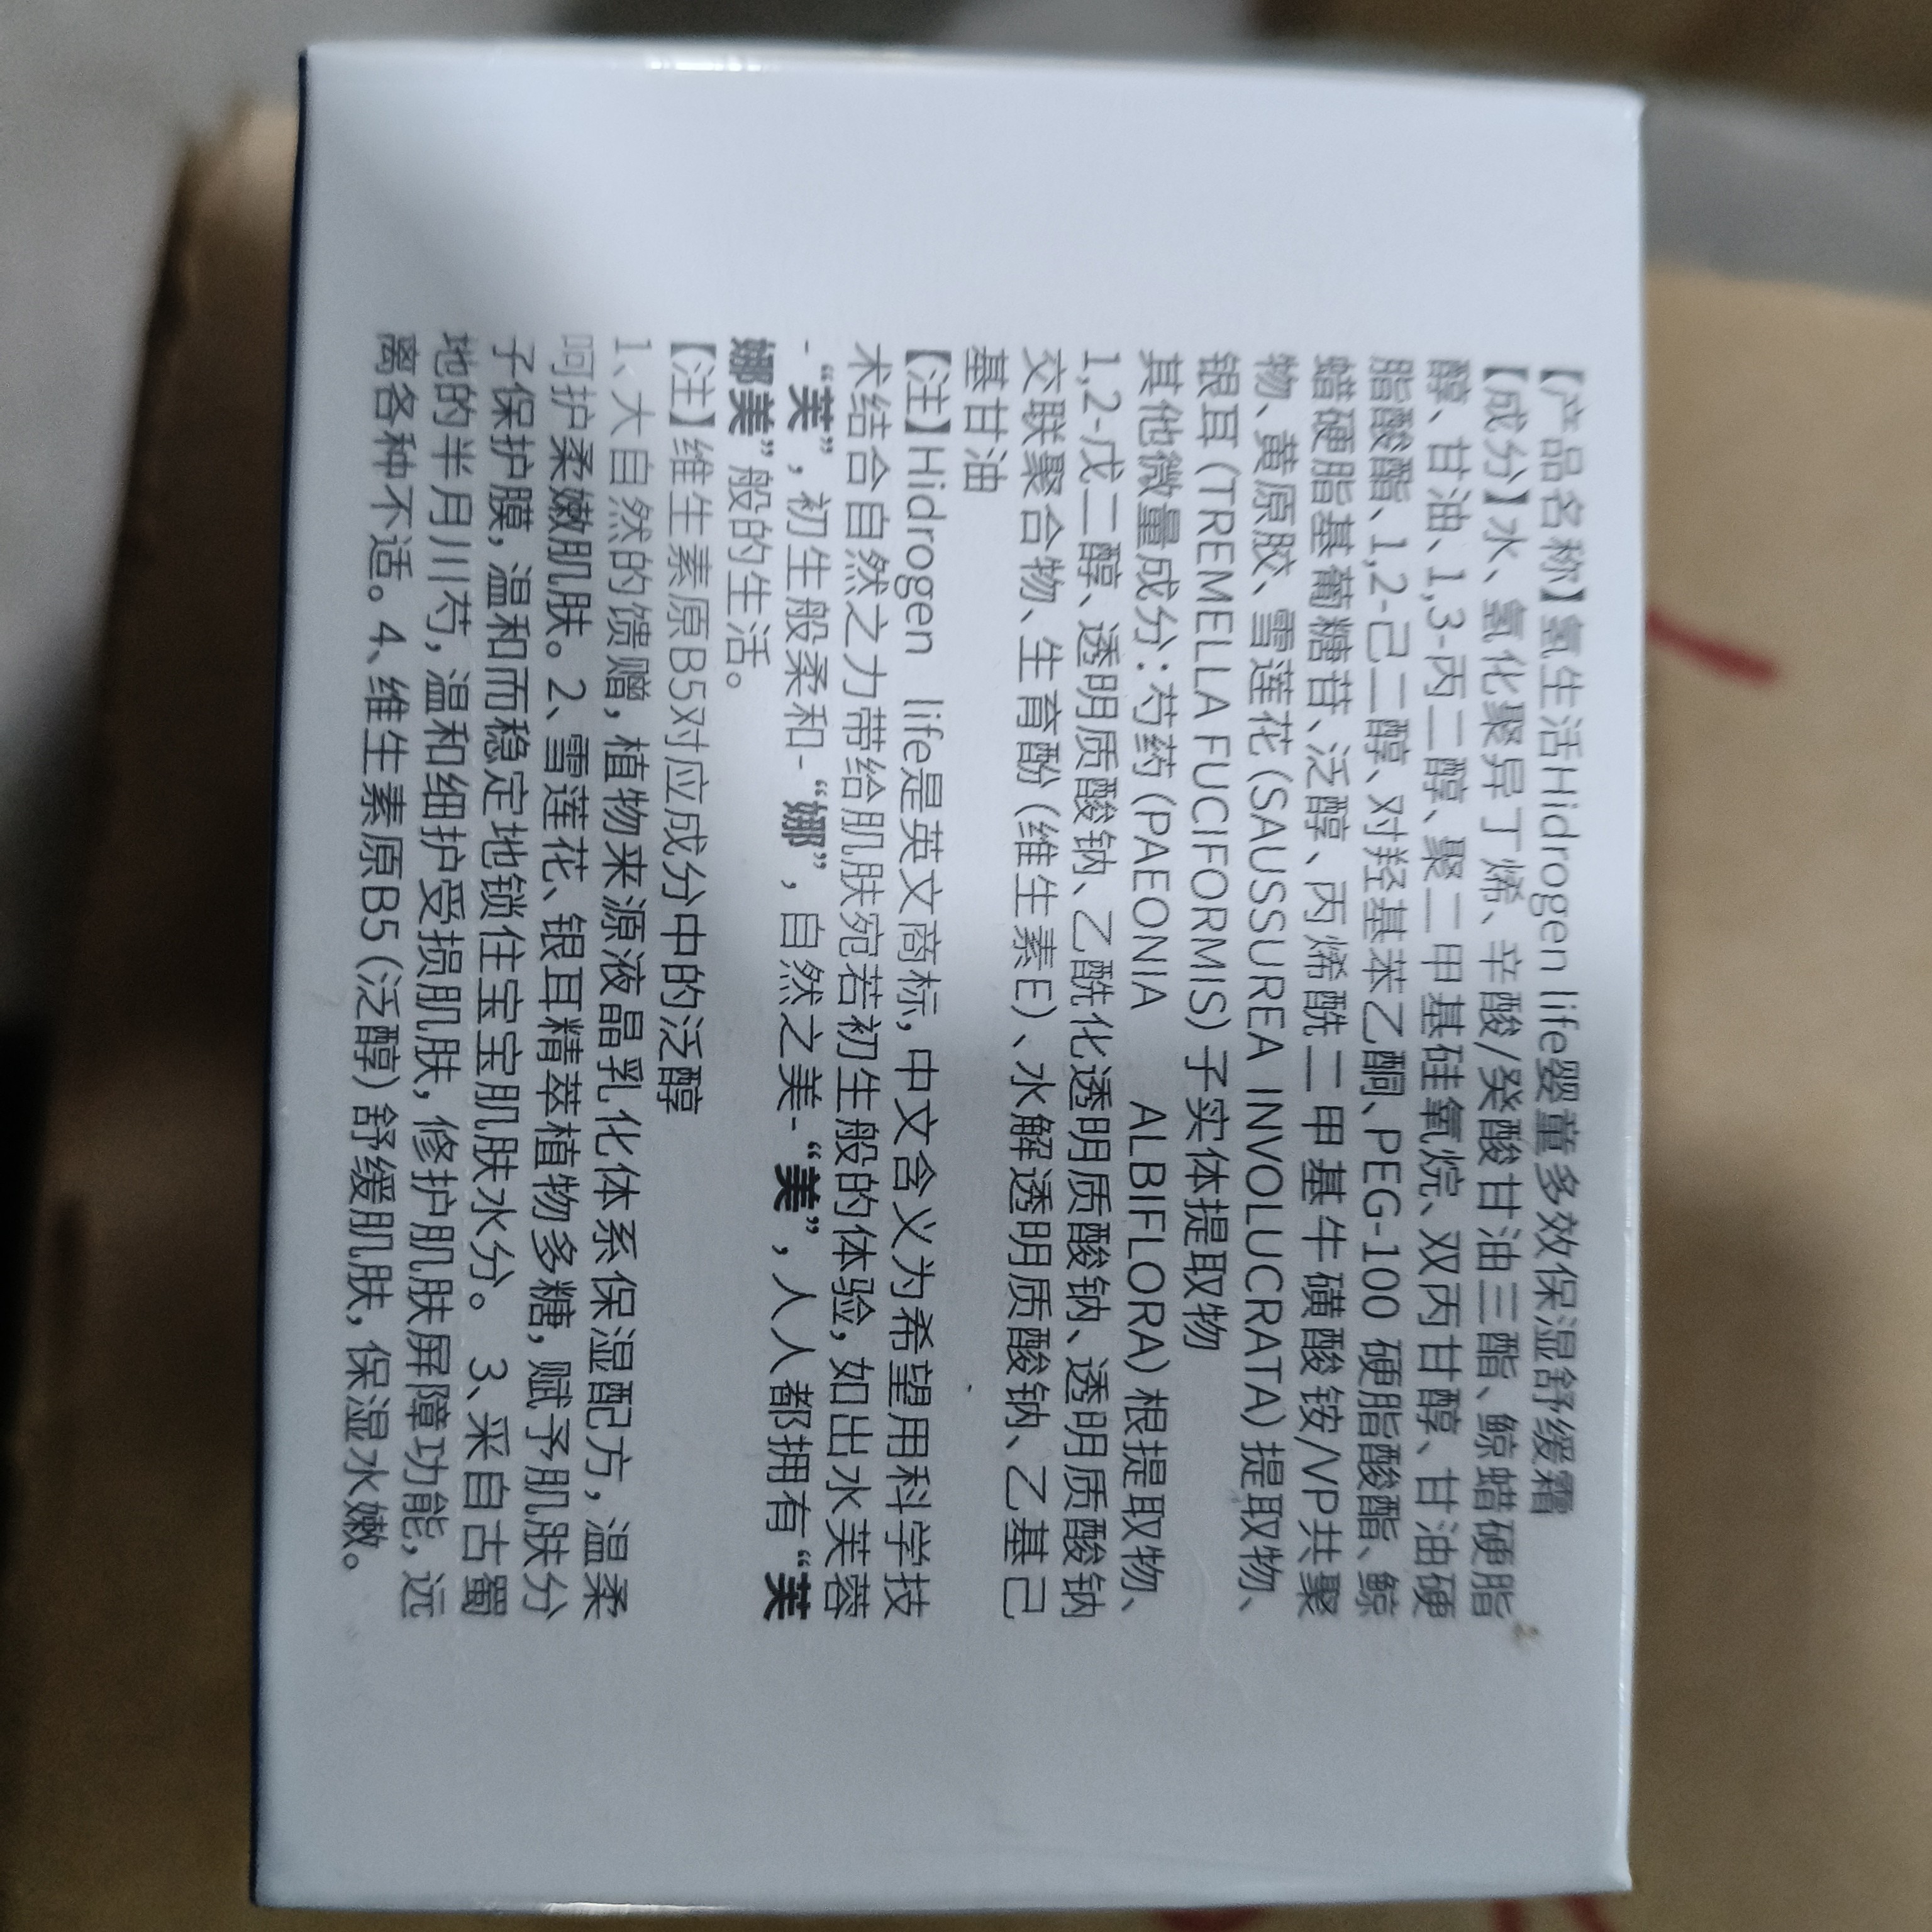 【产品名称】氢生活Hidrogen life婴童多效保湿舒缓霜
【成分】水、氢化聚异丁烯、辛酸/癸酸甘油三酯、鲸蜡硬脂
醇、甘油、1,3-丙二醇、聚二甲基硅氧烷、双丙甘醇、甘油硬
脂酸酯、1,2-己二醇、对羟基苯乙酮、PEG-100 硬脂酸酯、鲸
蜡硬脂基葡糖苷、泛醇、丙烯酰二甲基牛磺酸铵/VP共聚
物、黄原胶、雪莲花 (SAUSSUREA INVOLUCRATA) 提取物、
银耳 (TREMELLA FUCIFORMIS) 子实体提取物
其他微量成分：芍药 (PAEONIA ALBIFLORA) 根提取物、
1,2-戊二醇、透明质酸钠、乙酰化透明质酸钠、透明质酸钠
交联聚合物、生育酚 (维生素E) 、水解透明质酸钠、乙基己
基甘油
【注】Hidrogen life是英文商标, 中文含义为希望用科学技
术结合自然之力带给肌肤宛若初生般的体验, 如出水芙蓉
-“芙”, 初生般柔和-“娜”, 自然之美-“美”, 人人都拥有“芙
娜美”般的生活。
【注】维生素原B5对应成分中的泛醇
1、大自然的馈赠, 植物来源液晶乳化体系保湿配方, 温柔
呵护柔嫩肌肤。2、雪莲花、银耳精萃植物多糖, 赋予肌肤分
子保护膜, 温和而稳定地锁住宝宝肌肤水分。 3、采自古蜀
地的半月川芍, 温和细护受损肌肤, 修护肌肤屏障功能, 远
离各种不适。4、维生素原B5 (泛醇) 舒缓肌肤, 保湿水嫩。